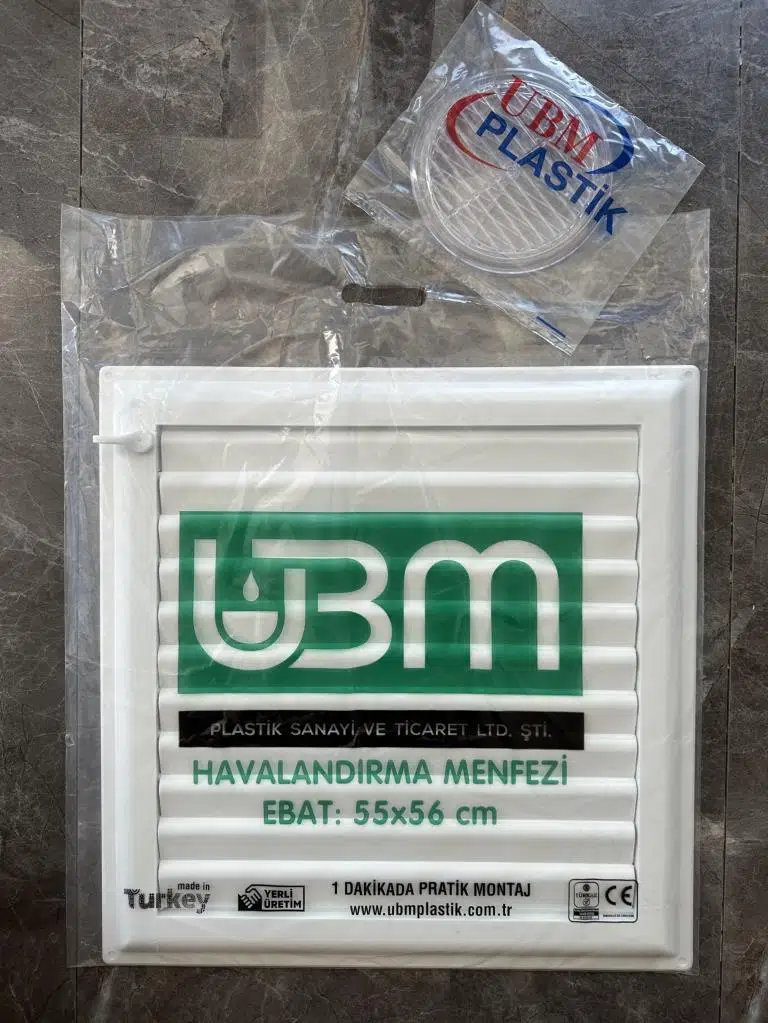 UBM
PLASTİK
UBM
PLASTİK SANAYİ VE TİCARET LTD. ŞTİ.
HAVALANDIRMA MENFEZİ
EBAT: 55x56 cm
made in
Turkey
YERLİ
ÜRETİM
1 DAKİKADA PRATİK MONTAJ
www.ubmplastik.com.tr
CE